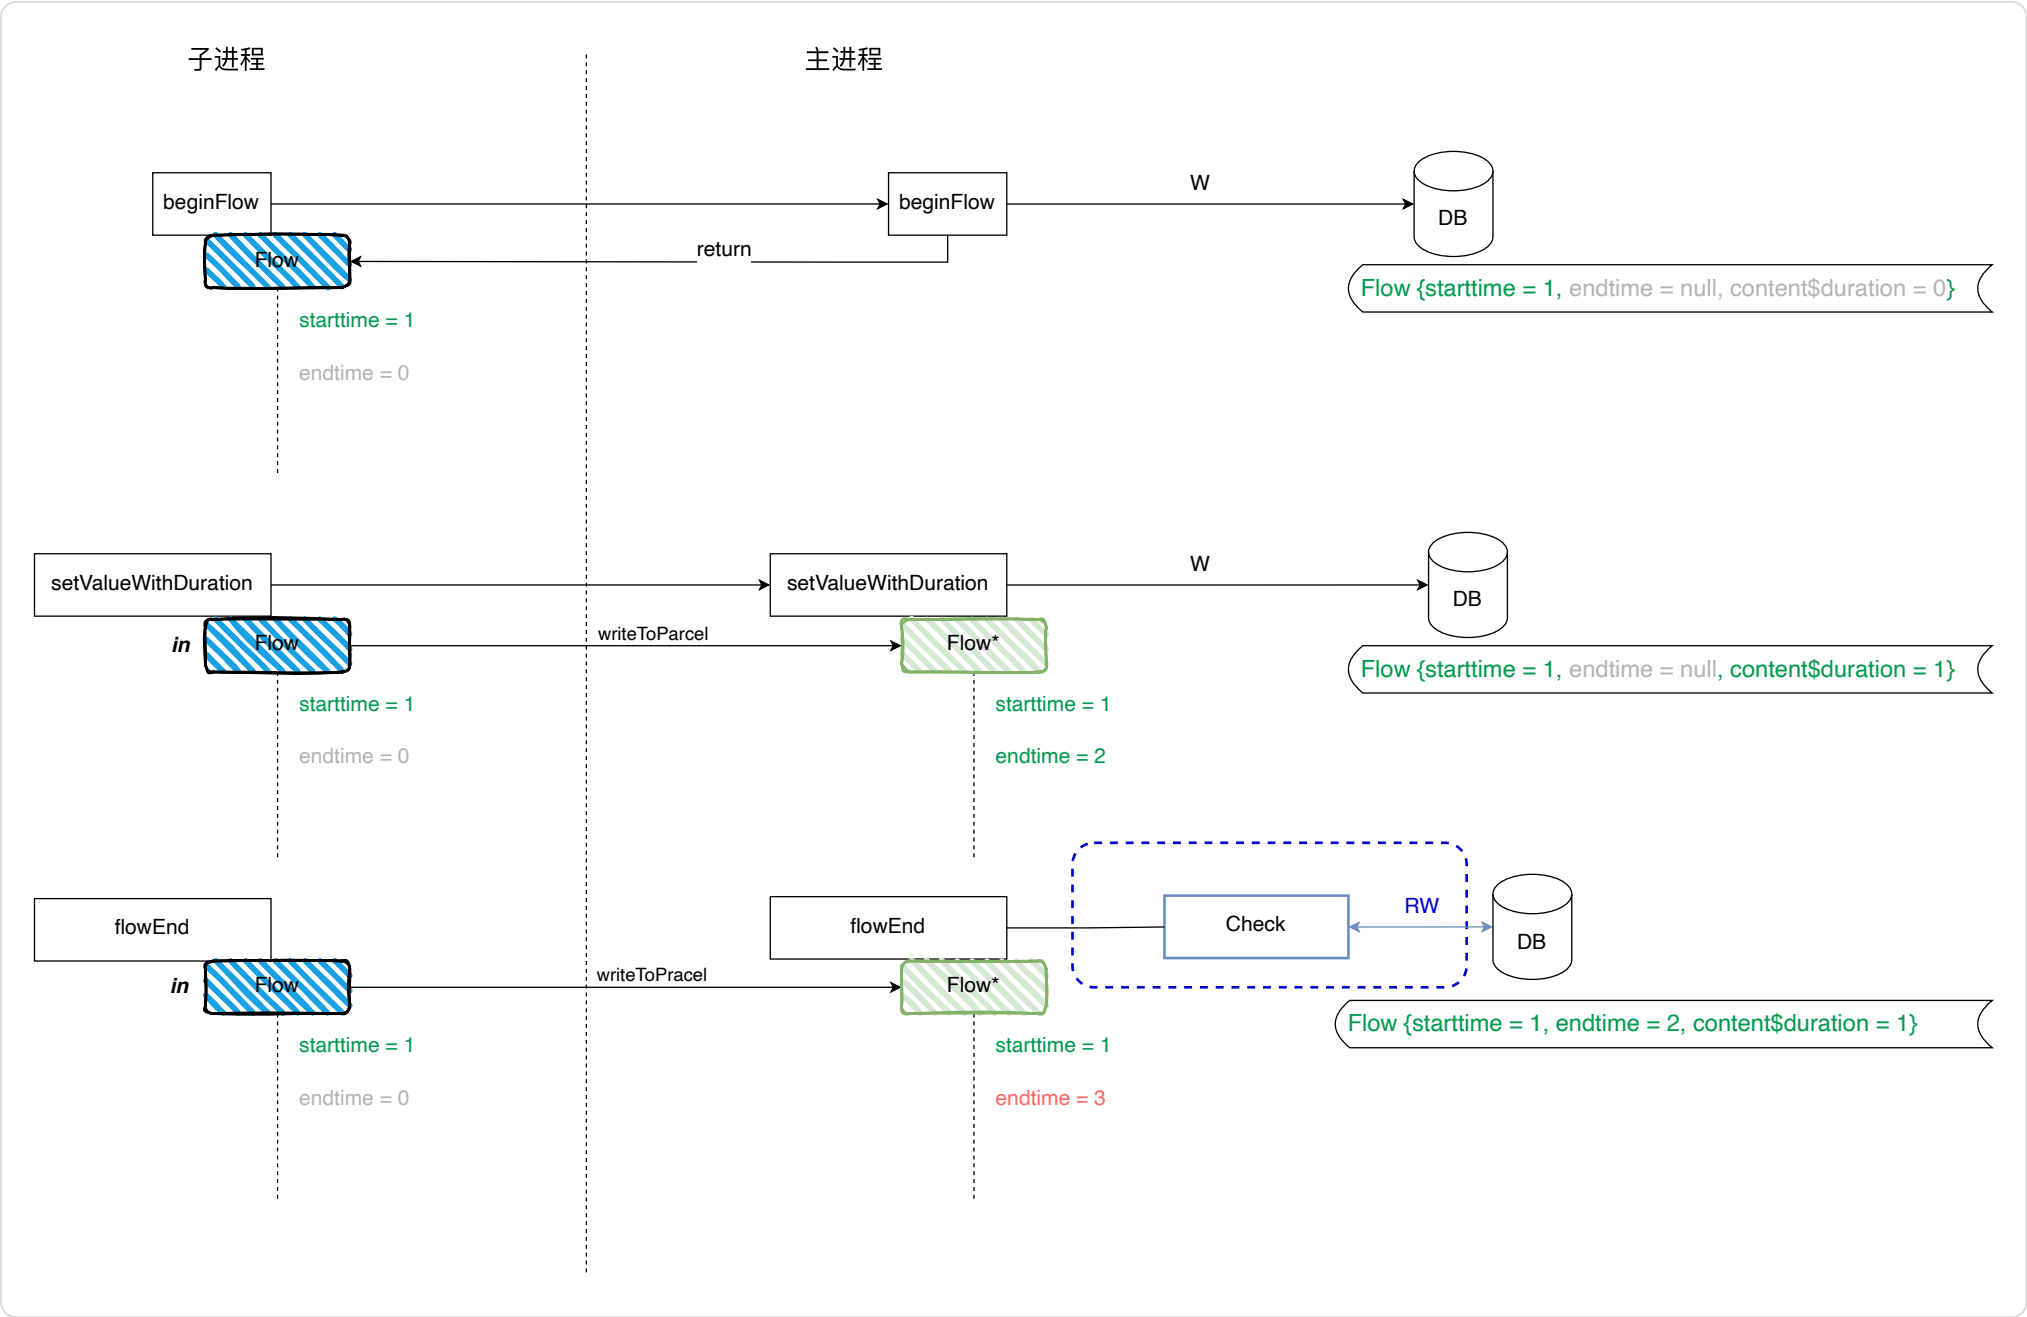 子进程
主进程
beginFlow
beginFlow
W
DB
Flow
return
Flow {starttime = 1, endtime = null, content$duration = 0}
starttime = 1
endtime = 0
setValueWithDuration
setValueWithDuration
W
DB
in
Flow
writeToParcel
Flow*
Flow {starttime = 1, endtime = null, content$duration = 1}
starttime = 1
starttime = 1
endtime = 0
endtime = 2
flowEnd
flowEnd
Check
RW
DB
in
Flow
writeToPracel
Flow*
Flow {starttime = 1, endtime = 2, content$duration = 1}
starttime = 1
starttime = 1
endtime = 0
endtime = 3